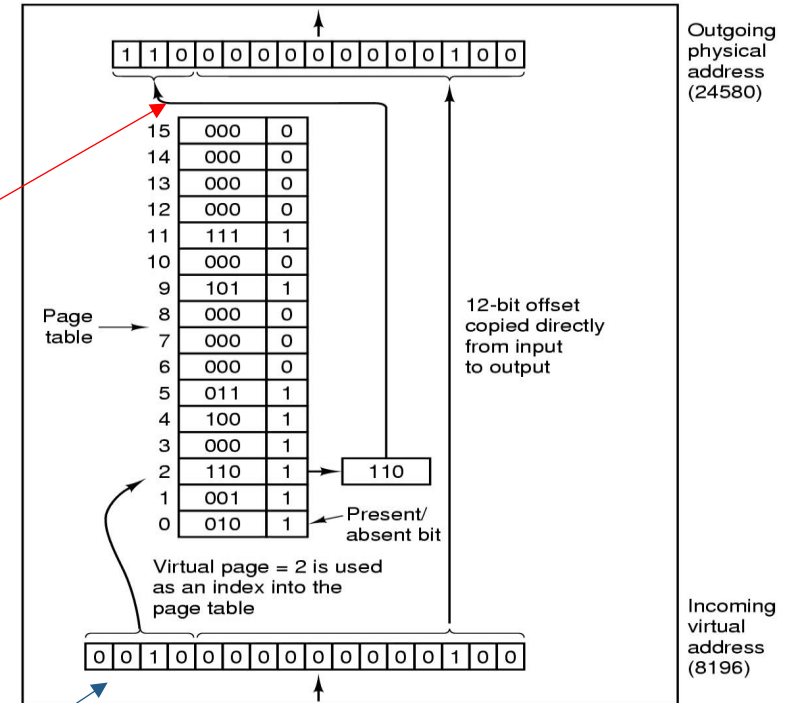 1 1 0 0 0 0 0 0 0 0 0 0 1 0 0
Outgoing
physical
address
(24580)
15 000 0
14 000 0
13 000 0
12 000 0
11 111 1
10 000 0
9 101 1
8 000 0
7 000 0
6 000 0
5 011 1
4 100 1
3 000 1
2 110 1 110
1 001 1
0 010 1
Page
table
12-bit offset
copied directly
from input
to output
Present/
absent bit
Virtual page = 2 is used
as an index into the
page table
0 0 1 0 0 0 0 0 0 0 0 0 0 1 0 0
Incoming
virtual
address
(8196)